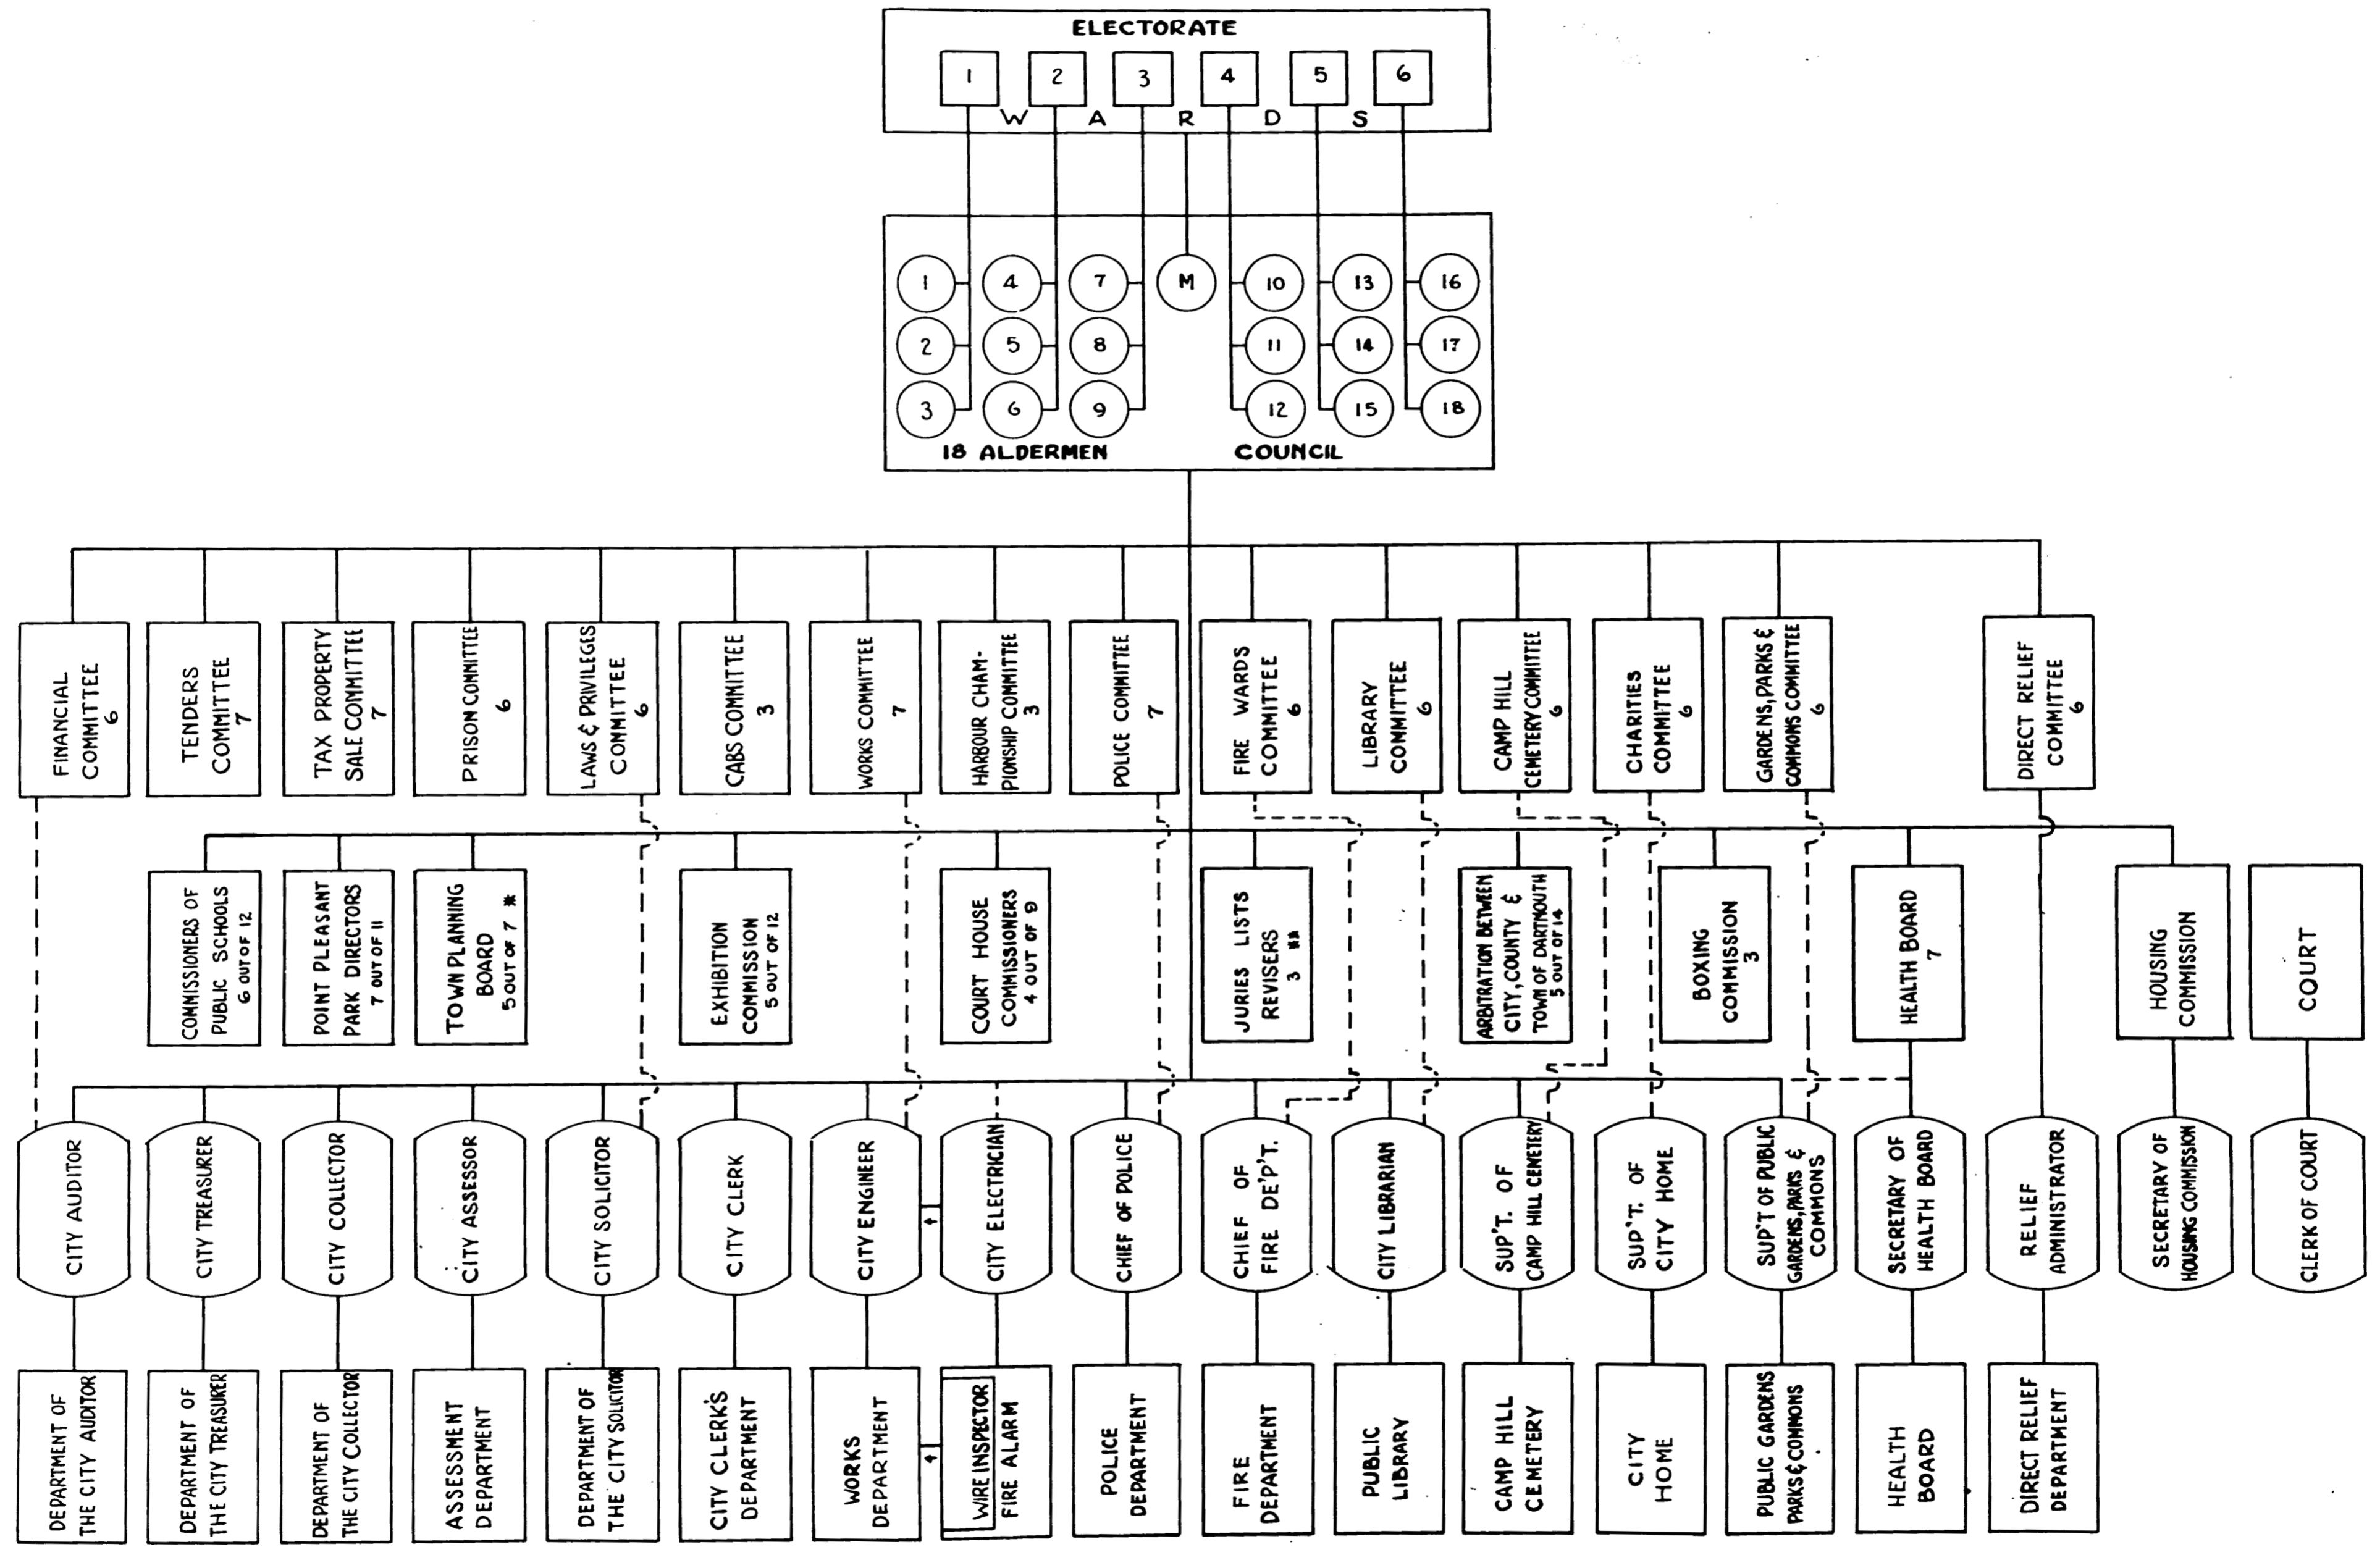 ELECTORATE
1 2 3 4 5 6
W A R D S
1 4 7 M 10 13 16
2 5 8 11 14 17
3 6 9 12 15 18
18 ALDERMEN COUNCIL
FINANCIAL
COMMITTEE
6
TENDERS
COMMITTEE
7
TAX PROPERTY
SALE COMMITTEE
7
PRISON COMMITTEE
6
LAWS & PRIVILEGES
COMMITTEE
6
CABS COMMITTEE
3
WORKS COMMITTEE
7
HARBOUR CHAM-
PIONSHIP COMMITTEE
3
POLICE COMMITTEE
7
FIRE WARDS
COMMITTEE
6
LIBRARY
COMMITTEE
6
CAMP HILL
CEMETERY COMMITTEE
6
CHARITIES
COMMITTEE
6
GARDENS, PARKS &
COMMONS COMMITTEE
6
DIRECT RELIEF
COMMITTEE
6
COMMISSIONERS OF
PUBLIC SCHOOLS
6 OUT OF 12
POINT PLEASANT
PARK DIRECTORS
7 OUT OF 11
TOWN PLANNING
BOARD
5 OUT OF 7 *
EXHIBITION
COMMISSION
5 OUT OF 12
COURT HOUSE
COMMISSIONERS
4 OUT OF 9
JURIES LISTS
REVISERS
3 **
ARBITRATION BETWEEN
CITY, COUNTY &
TOWN OF DARTMOUTH
5 OUT OF 14
BOXING
COMMISSION
3
HEALTH BOARD
7
HOUSING
COMMISSION
COURT
CITY AUDITOR
CITY TREASURER
CITY COLLECTOR
CITY ASSESSOR
CITY SOLICITOR
CITY CLERK
CITY ENGINEER
CITY ELECTRICIAN
CHIEF OF POLICE
CHIEF OF
FIRE DE'P'T.
CITY LIBRARIAN
SUP'T. OF
CAMP HILL CEMETERY
SUP'T. OF
CITY HOME
SUP'T OF PUBLIC
GARDENS, PARKS &
COMMONS
SECRETARY OF
HEALTH BOARD
RELIEF
ADMINISTRATOR
SECRETARY OF
HOUSING COMMISSION
CLERK OF COURT
DEPARTMENT OF
THE CITY AUDITOR
DEPARTMENT OF
THE CITY TREASURER
DEPARTMENT OF
THE CITY COLLECTOR
ASSESSMENT
DEPARTMENT
DEPARTMENT OF
THE CITY SOLICITOR
CITY CLERK'S
DEPARTMENT
WORKS
DEPARTMENT
WIRE INSPECTOR
FIRE ALARM
POLICE
DEPARTMENT
FIRE
DEPARTMENT
PUBLIC
LIBRARY
CAMP HILL
CEMETERY
CITY
HOME
PUBLIC GARDENS
PARKS & COMMONS
HEALTH
BOARD
DIRECT RELIEF
DEPARTMENT